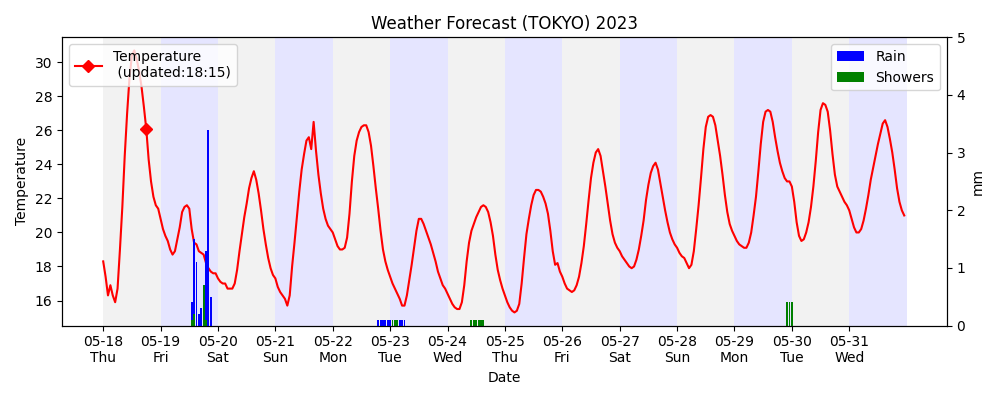 Weather Forecast (TOKYO) 2023
Temperature
(updated:18:15)
Rain
Showers
Temperature
30
28
26
24
22
20
18
16
5
4
3
2
1
0
mm
05-18 05-19 05-20 05-21 05-22 05-23 05-24 05-25 05-26 05-27 05-28 05-29 05-30 05-31
Thu Fri Sat Sun Mon Tue Wed Thu Fri Sat Sun Mon Tue Wed
Date